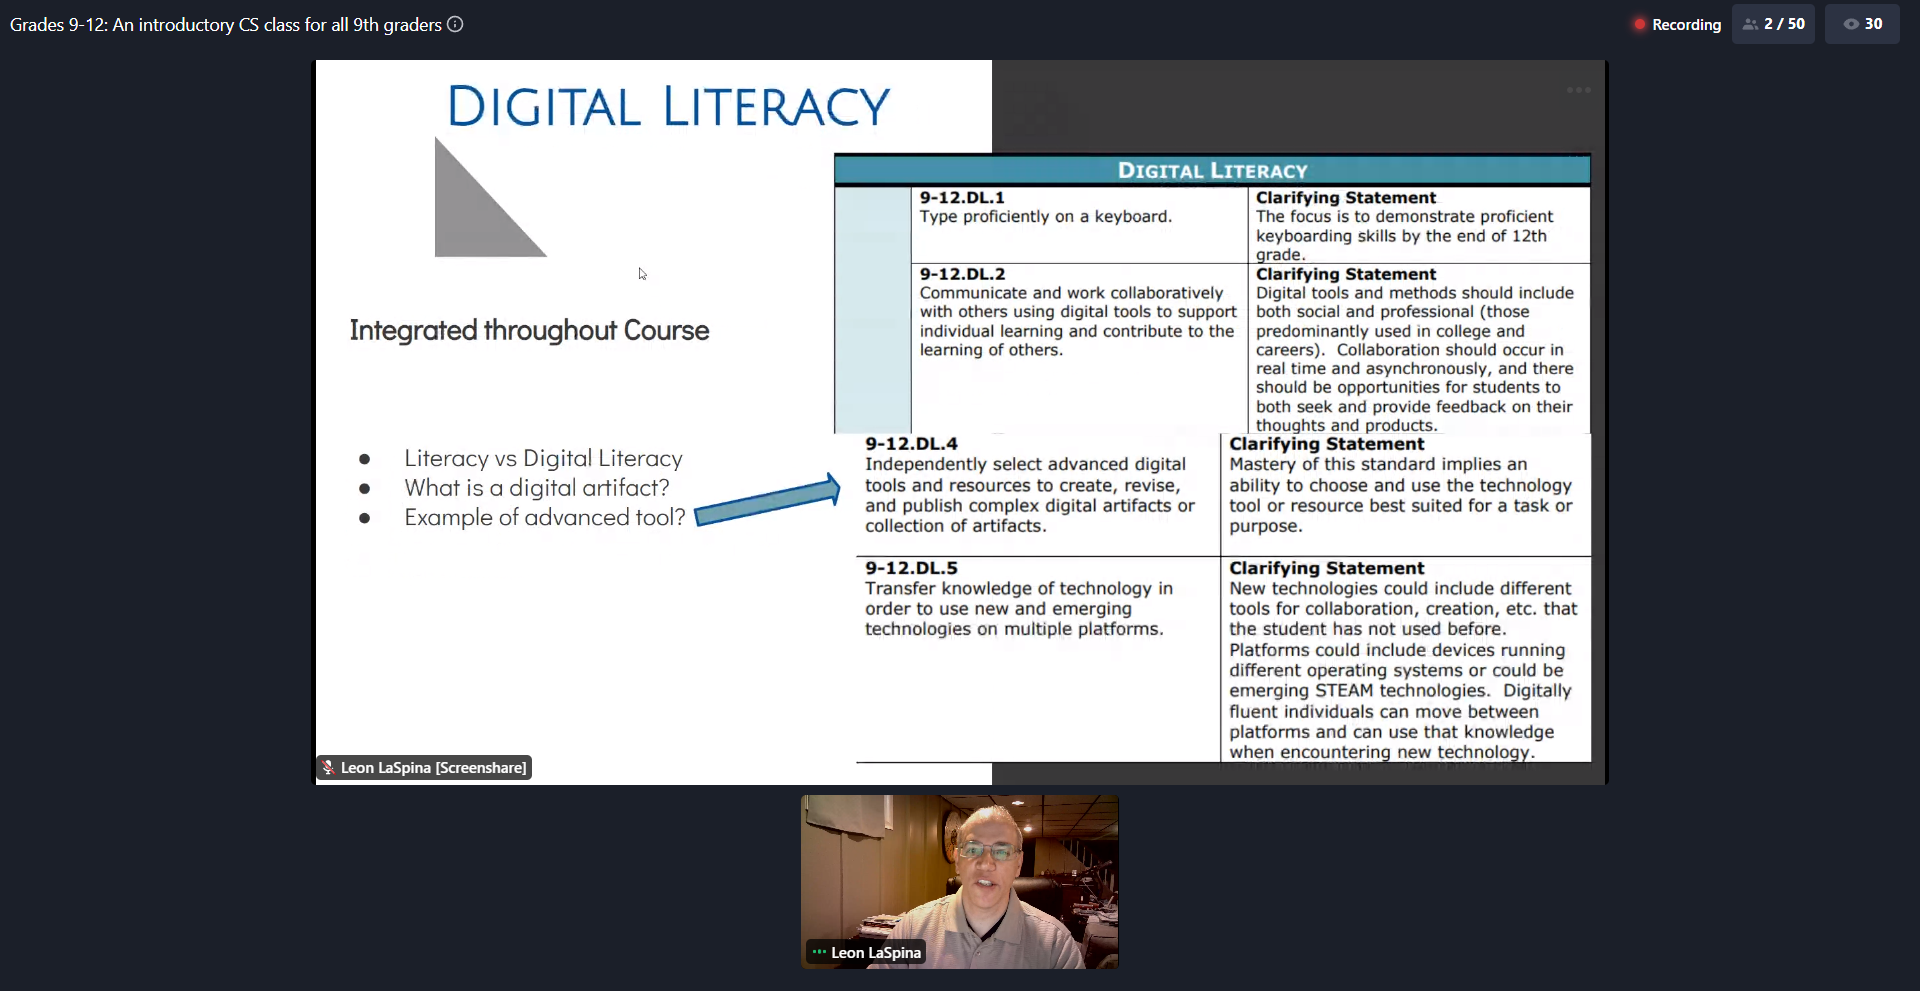 Grades 9-12: An introductory CS class for all 9th graders
Recording
2 / 50
30
DIGITAL LITERACY
Integrated throughout Course
● Literacy vs Digital Literacy
● What is a digital artifact?
● Example of advanced tool?
DIGITAL LITERACY
9-12.DL.1
Type proficiently on a keyboard.
Clarifying Statement
The focus is to demonstrate proficient
keyboarding skills by the end of 12th
grade.
9-12.DL.2
Communicate and work collaboratively
with others using digital tools to support
individual learning and contribute to the
learning of others.
Clarifying Statement
Digital tools and methods should include
both social and professional (those
predominantly used in college and
careers).  Collaboration should occur in
real time and asynchronously, and there
should be opportunities for students to
both seek and provide feedback on their
thoughts and products.
9-12.DL.4
Independently select advanced digital
tools and resources to create, revise,
and publish complex digital artifacts or
collection of artifacts.
Clarifying Statement
Mastery of this standard implies an
ability to choose and use the technology
tool or resource best suited for a task or
purpose.
9-12.DL.5
Transfer knowledge of technology in
order to use new and emerging
technologies on multiple platforms.
Clarifying Statement
New technologies could include different
tools for collaboration, creation, etc. that
the student has not used before.
Platforms could include devices running
different operating systems or could be
emerging STEAM technologies.  Digitally
fluent individuals can move between
platforms and can use that knowledge
when encountering new technology.
Leon LaSpina [Screenshare]
Leon LaSpina